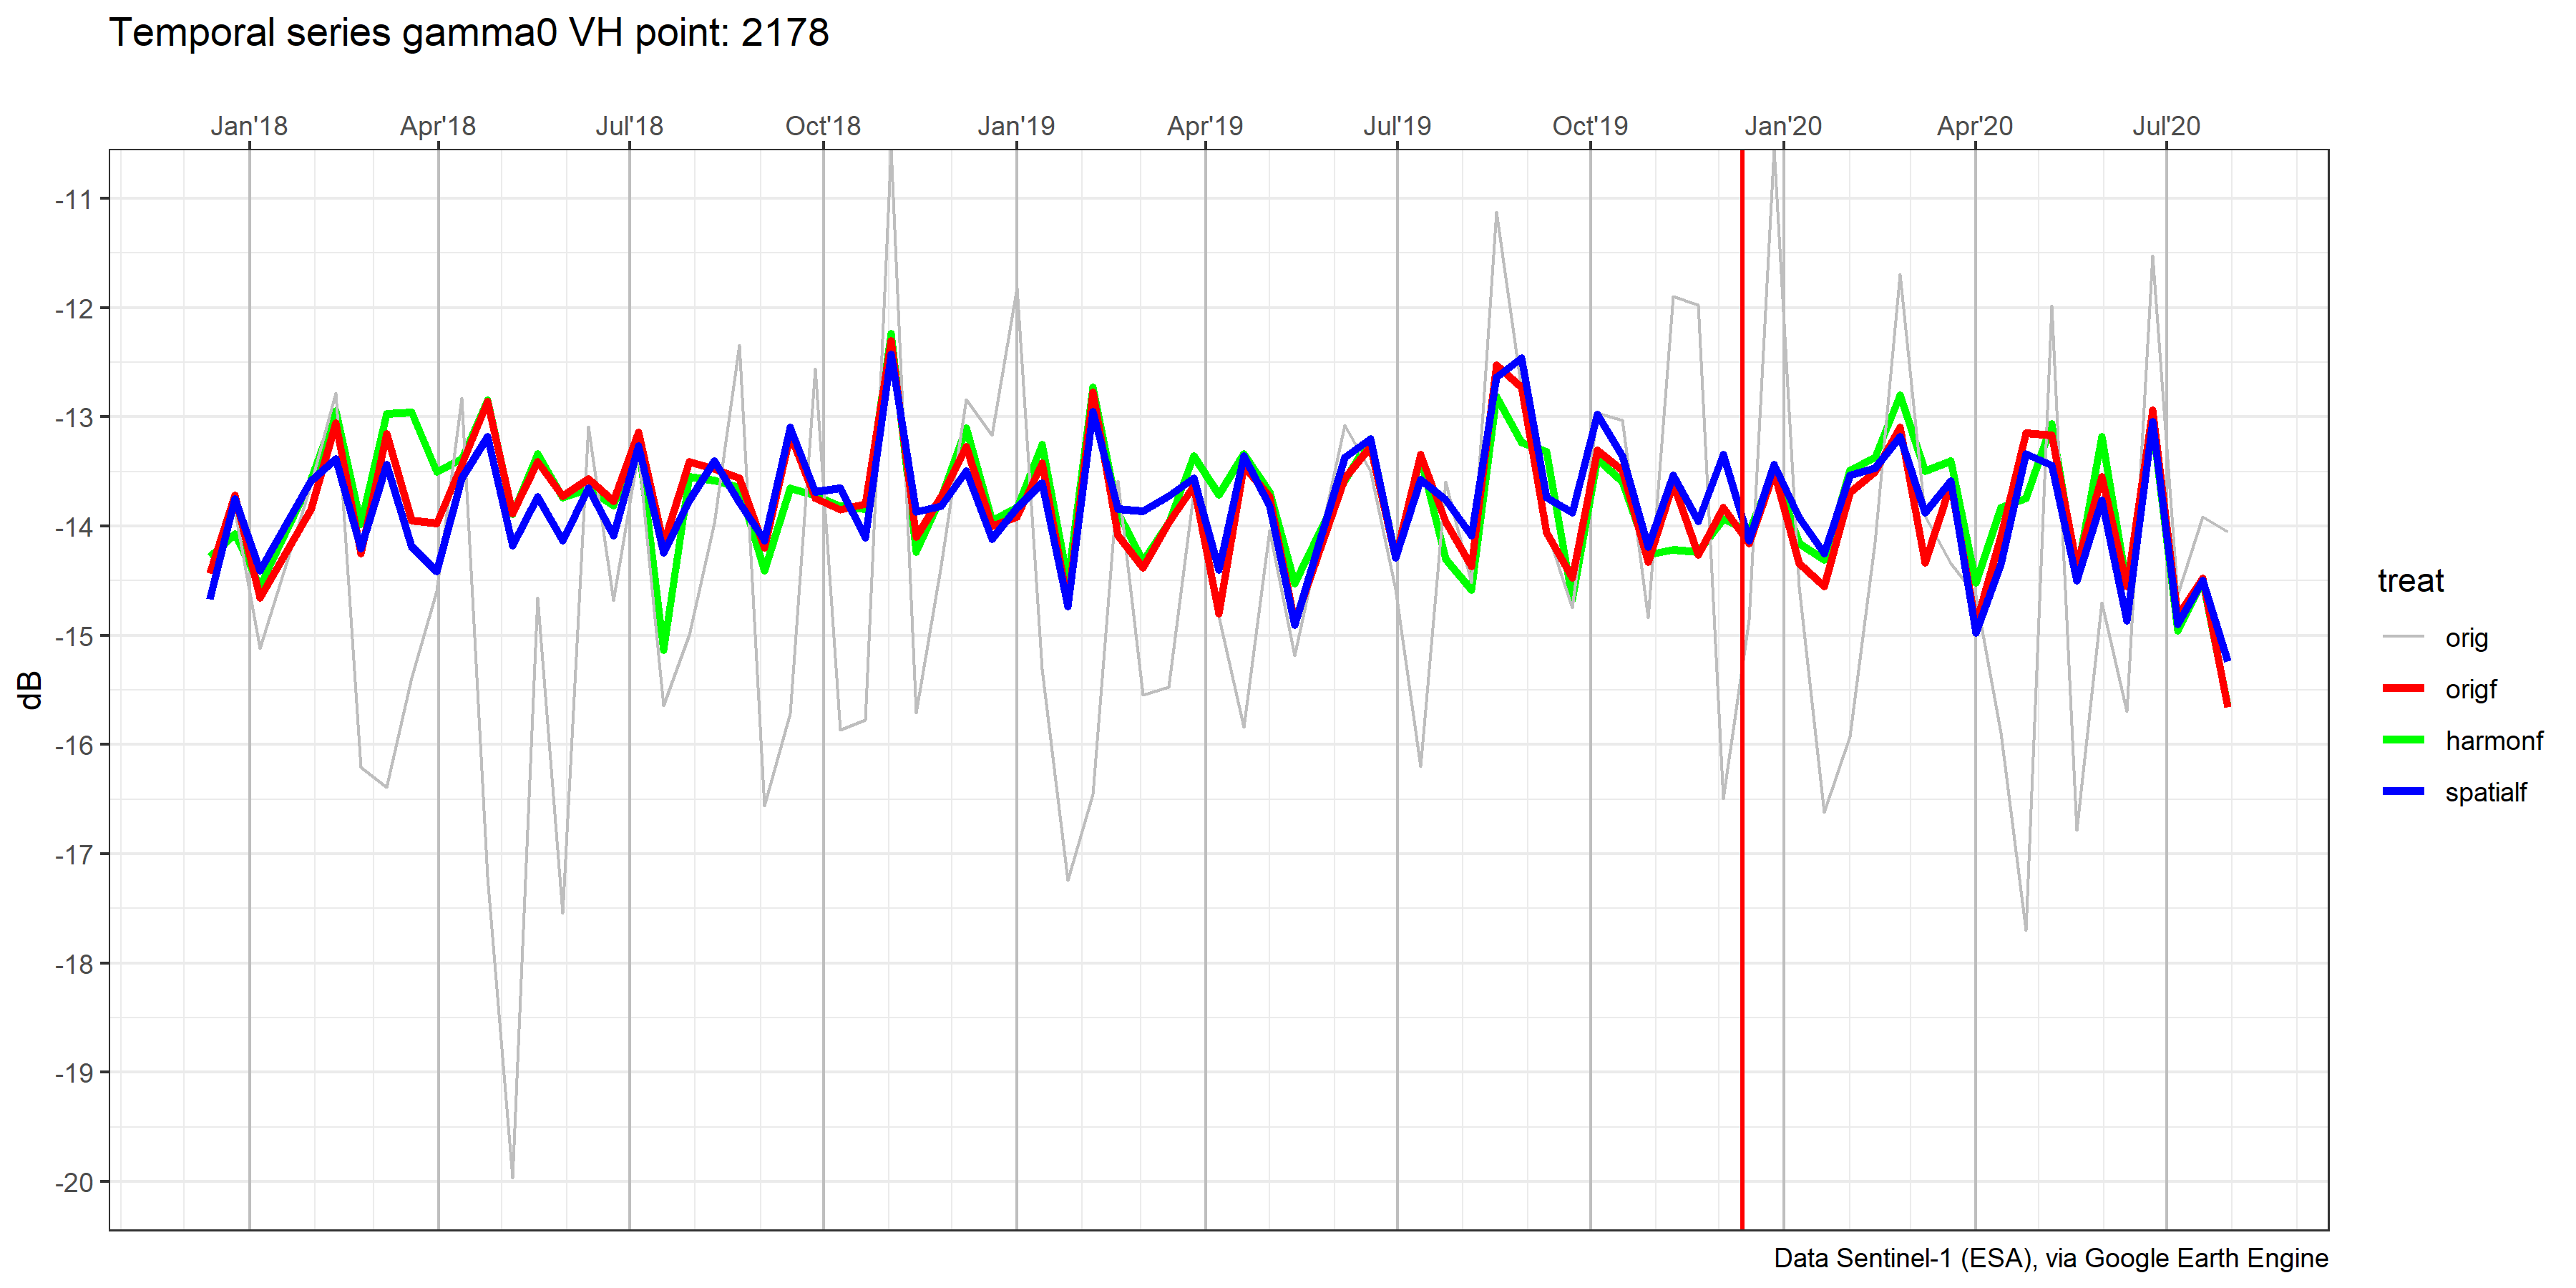 Temporal series gamma0 VH point: 2178
Jan'18 Apr'18 Jul'18 Oct'18 Jan'19 Apr'19 Jul'19 Oct'19 Jan'20 Apr'20 Jul'20
-11
-12
-13
-14
-15
-16
-17
-18
-19
-20
dB
treat
orig
origf
harmonf
spatialf
Data Sentinel-1 (ESA), via Google Earth Engine